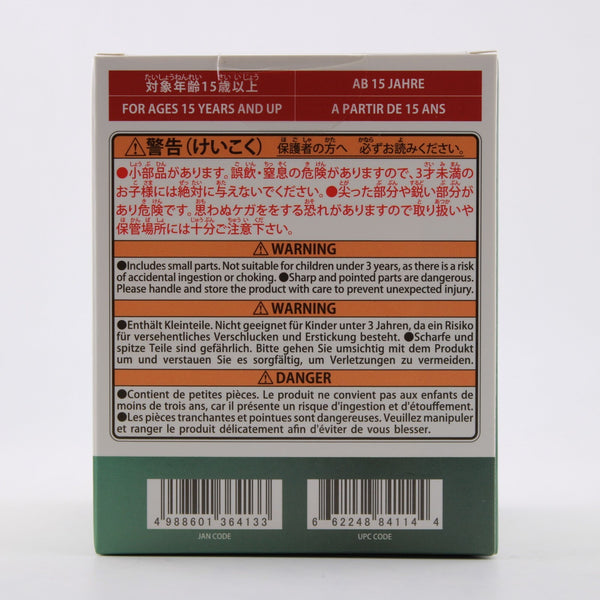 対象年齢15歳以上
AB 15 JAHRE
FOR AGES 15 YEARS AND UP
A PARTIR DE 15 ANS
警告(けいこく) 保護者の方へ 必ずお読みください。
●小部品があります。誤飲・窒息の危険がありますので、3才未満の
お子様には絶対に与えないでください。●尖った部分や鋭い部分が
あり危険です。思わぬケガををする恐れがありますので取り扱いや
保管場所には十分ご注意下さい。
WARNING
●Includes small parts. Not suitable for children under 3 years, as there is a risk
of accidental ingestion or choking. ●Sharp and pointed parts are dangerous.
Please handle and store the product with care to prevent unexpected injury.
WARNING
●Enthält Kleinteile. Nicht geeignet für Kinder unter 3 Jahren, da ein Risiko
für versehentliches Verschlucken und Erstickung besteht. ●Scharfe und
spitze Teile sind gefährlich. Bitte gehen Sie umsichtig mit dem Produkt
um und verstauen Sie es sorgfältig, um Verletzungen zu vermeiden.
DANGER
●Contient de petites pièces. Le produit ne convient pas aux enfants de
moins de trois ans, car il présente un risque d'ingestion et d'étouffement.
●Les pièces tranchantes et pointues sont dangereuses. Veuillez manipuler
et ranger le produit délicatement afin d'éviter de vous blesser.
4 988601 364133
6 62248 84114 4
JAN CODE
UPC CODE